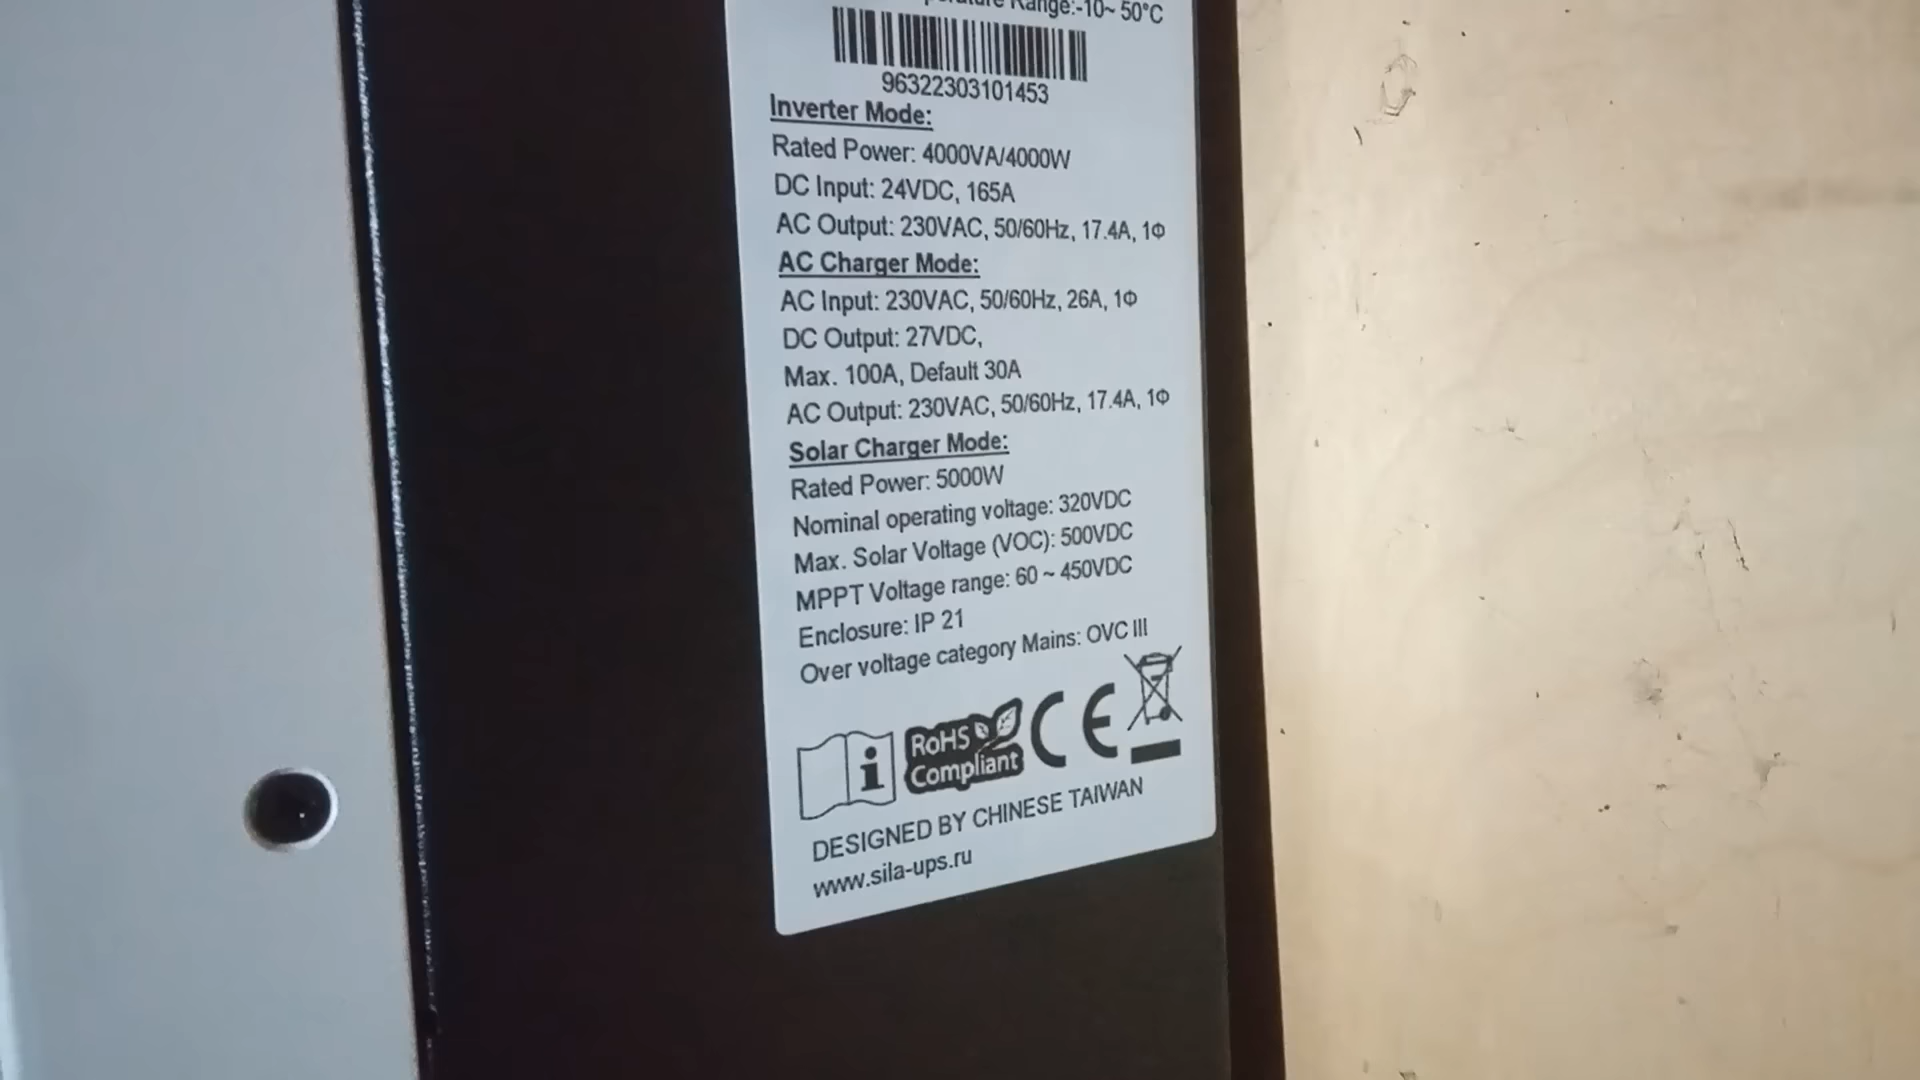 Range:-10~ 50°C
96322303101453
Inverter Mode:
Rated Power: 4000VA/4000W
DC Input: 24VDC, 165A
AC Output: 230VAC, 50/60Hz, 17.4A, 1Φ
AC Charger Mode:
AC Input: 230VAC, 50/60Hz, 26A, 1Φ
DC Output: 27VDC,
Max. 100A, Default 30A
AC Output: 230VAC, 50/60Hz, 17.4A, 1Φ
Solar Charger Mode:
Rated Power: 5000W
Nominal operating voltage: 320VDC
Max. Solar Voltage (VOC): 500VDC
MPPT Voltage range: 60 ~ 450VDC
Enclosure: IP 21
Over voltage category Mains: OVC III
i RoHS CE
Compliant
DESIGNED BY CHINESE TAIWAN
www.sila-ups.ru